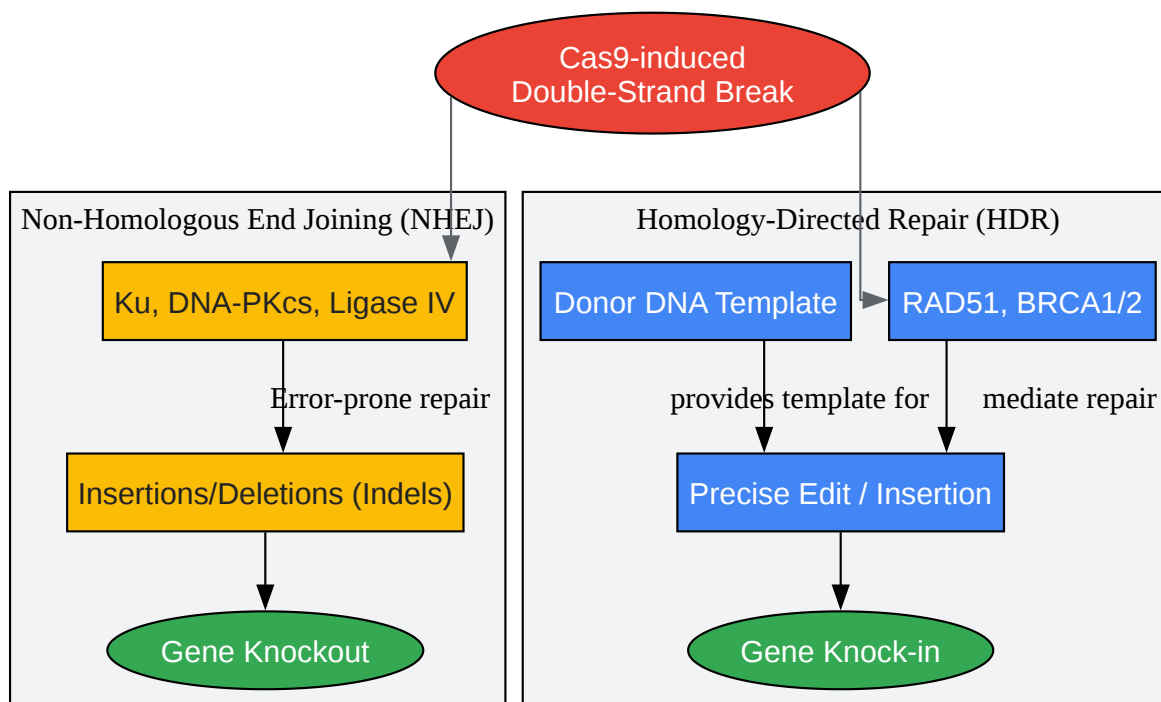 Cas9-induced
Double-Strand Break
Non-Homologous End Joining (NHEJ)
Ku, DNA-PKcs, Ligase IV
Error-prone repair
Insertions/Deletions (Indels)
Gene Knockout
Homology-Directed Repair (HDR)
Donor DNA Template
RAD51, BRCA1/2
provides template for
mediate repair
Precise Edit / Insertion
Gene Knock-in